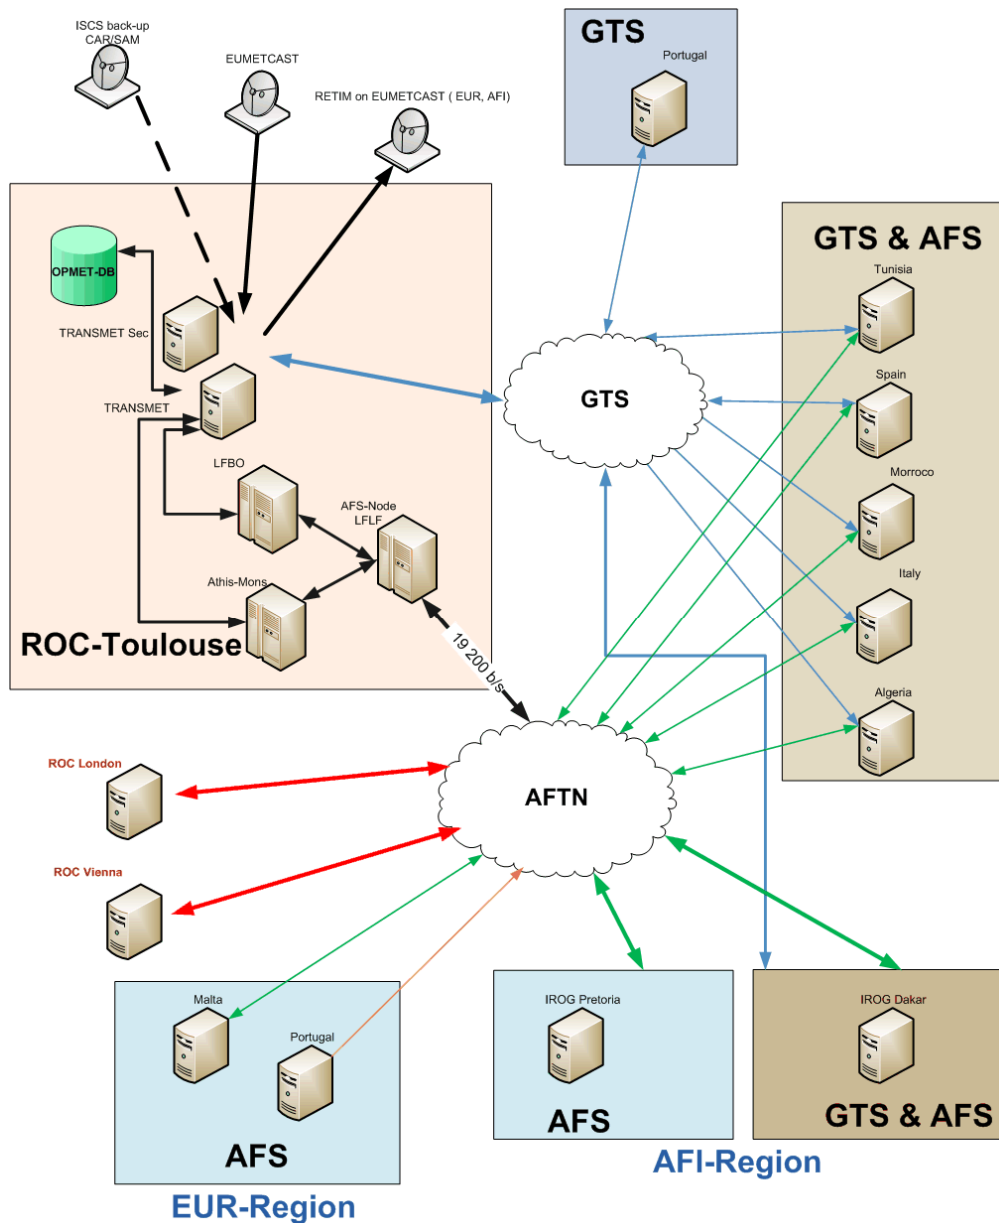 ISCS back-up
CAR/SAM
EUMETCAST
RETIM on EUMETCAST ( EUR, AFI)
GTS
Portugal
GTS & AFS
Tunisia
Spain
Morroco
Italy
Algeria
OPMET-DB
TRANSMET Sec
TRANSMET
LFBO
AFS-Node
LFLF
Athis-Mons
ROC-Toulouse
19 200 b/s
GTS
AFTN
ROC London
ROC Vienna
Malta
Portugal
AFS
EUR-Region
IROG Pretoria
AFS
IROG Dakar
GTS & AFS
AFI-Region